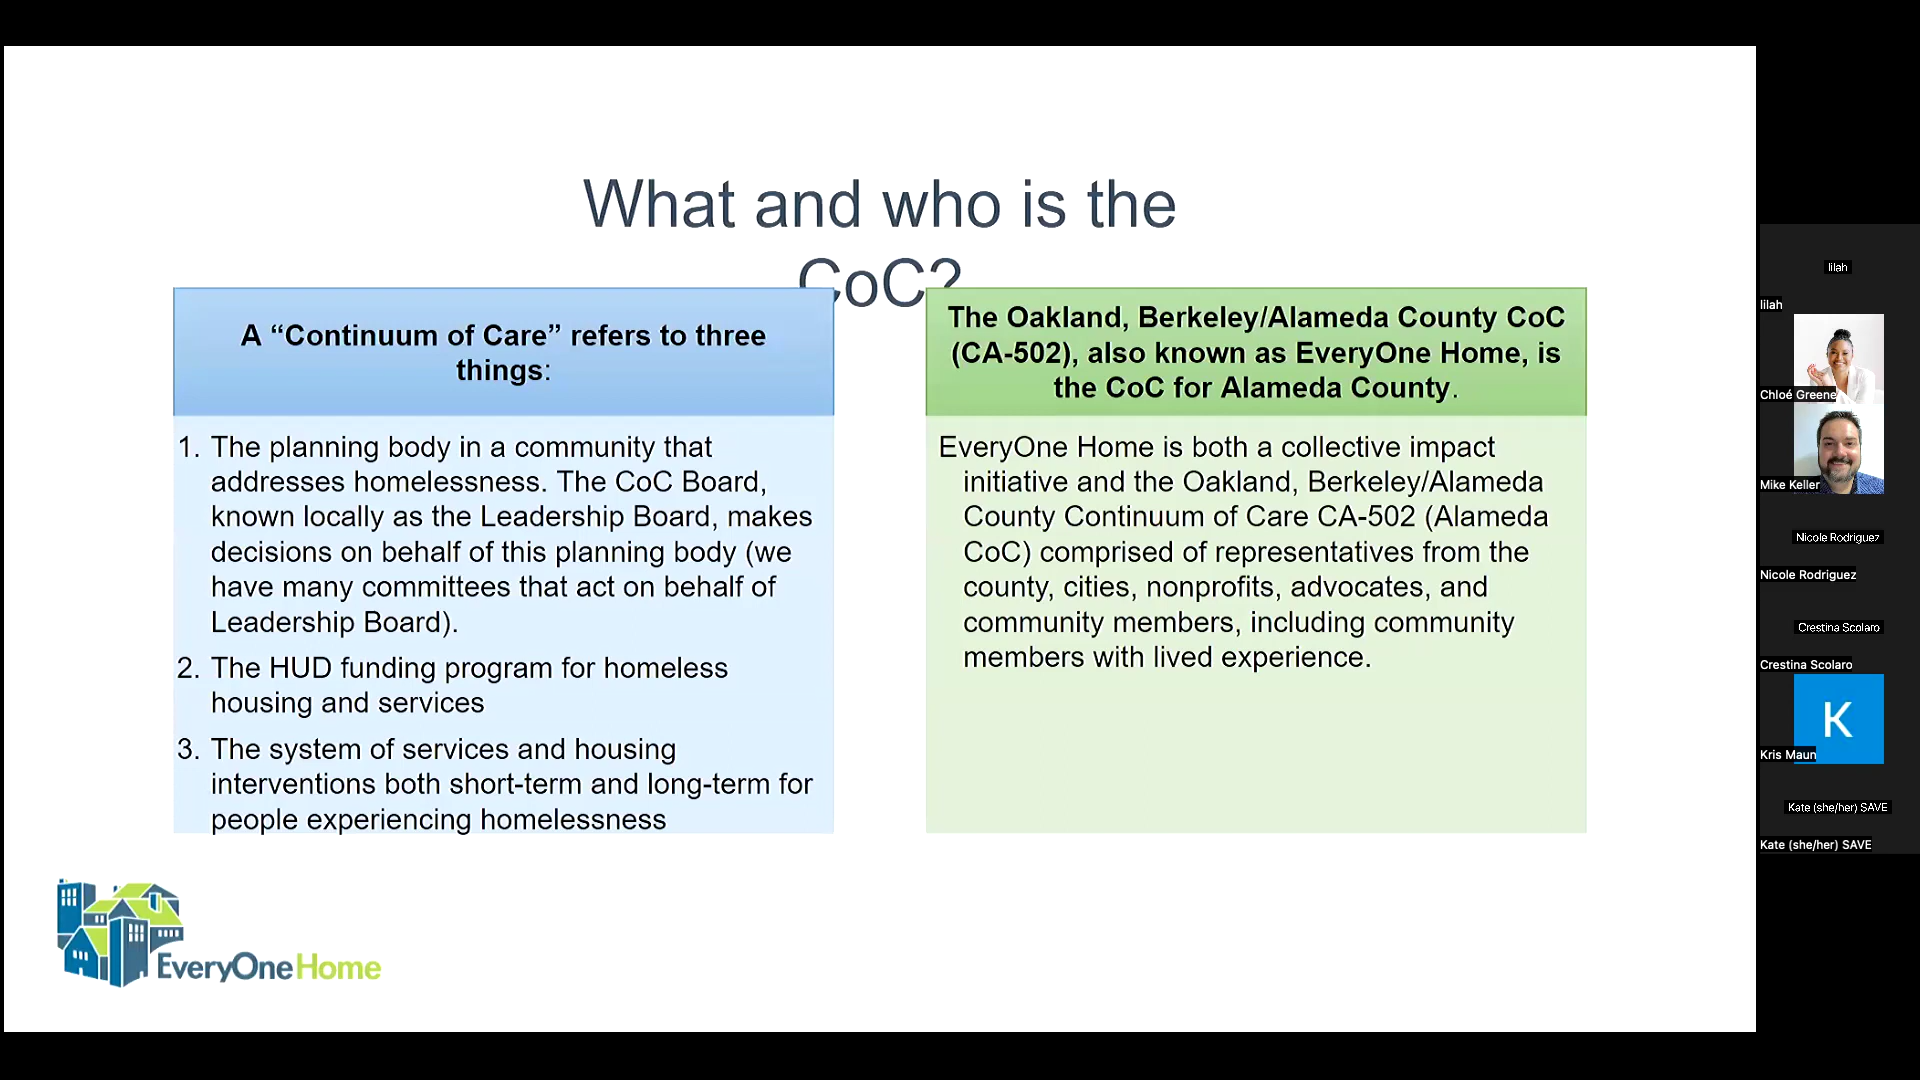 What and who is the
CoC?
A “Continuum of Care” refers to three
things:
1. The planning body in a community that
addresses homelessness. The CoC Board,
known locally as the Leadership Board, makes
decisions on behalf of this planning body (we
have many committees that act on behalf of
Leadership Board).
2. The HUD funding program for homeless
housing and services
3. The system of services and housing
interventions both short-term and long-term for
people experiencing homelessness
The Oakland, Berkeley/Alameda County CoC
(CA-502), also known as EveryOne Home, is
the CoC for Alameda County.
EveryOne Home is both a collective impact
initiative and the Oakland, Berkeley/Alameda
County Continuum of Care CA-502 (Alameda
CoC) comprised of representatives from the
county, cities, nonprofits, advocates, and
community members, including community
members with lived experience.
EveryOneHome
lilah
lilah
Chloé Greene
Mike Keller
Nicole Rodriguez
Nicole Rodriguez
Crestina Scolaro
Crestina Scolaro
K
Kris Maun
Kate (she/her) SAVE
Kate (she/her) SAVE